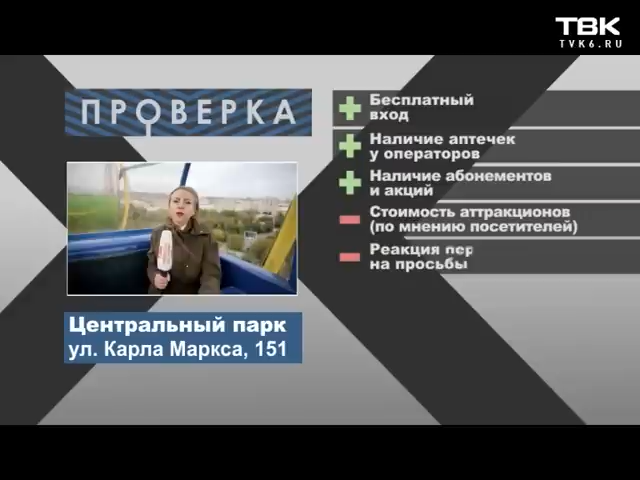 ТВК
TVK6.RU
ПРОВЕРКА
Бесплатный
вход
Наличие аптечек
у операторов
Наличие абонементов
и акций
Стоимость аттракционов
(по мнению посетителей)
Реакция
на просьбы
Центральный парк
ул. Карла Маркса, 151